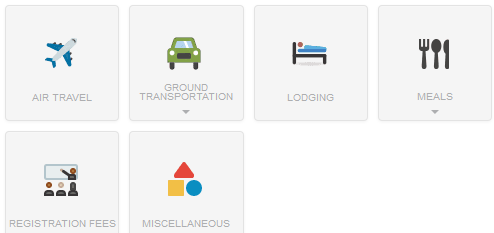 AIR TRAVEL
GROUND
TRANSPORTATION
LODGING
MEALS
REGISTRATION FEES
MISCELLANEOUS